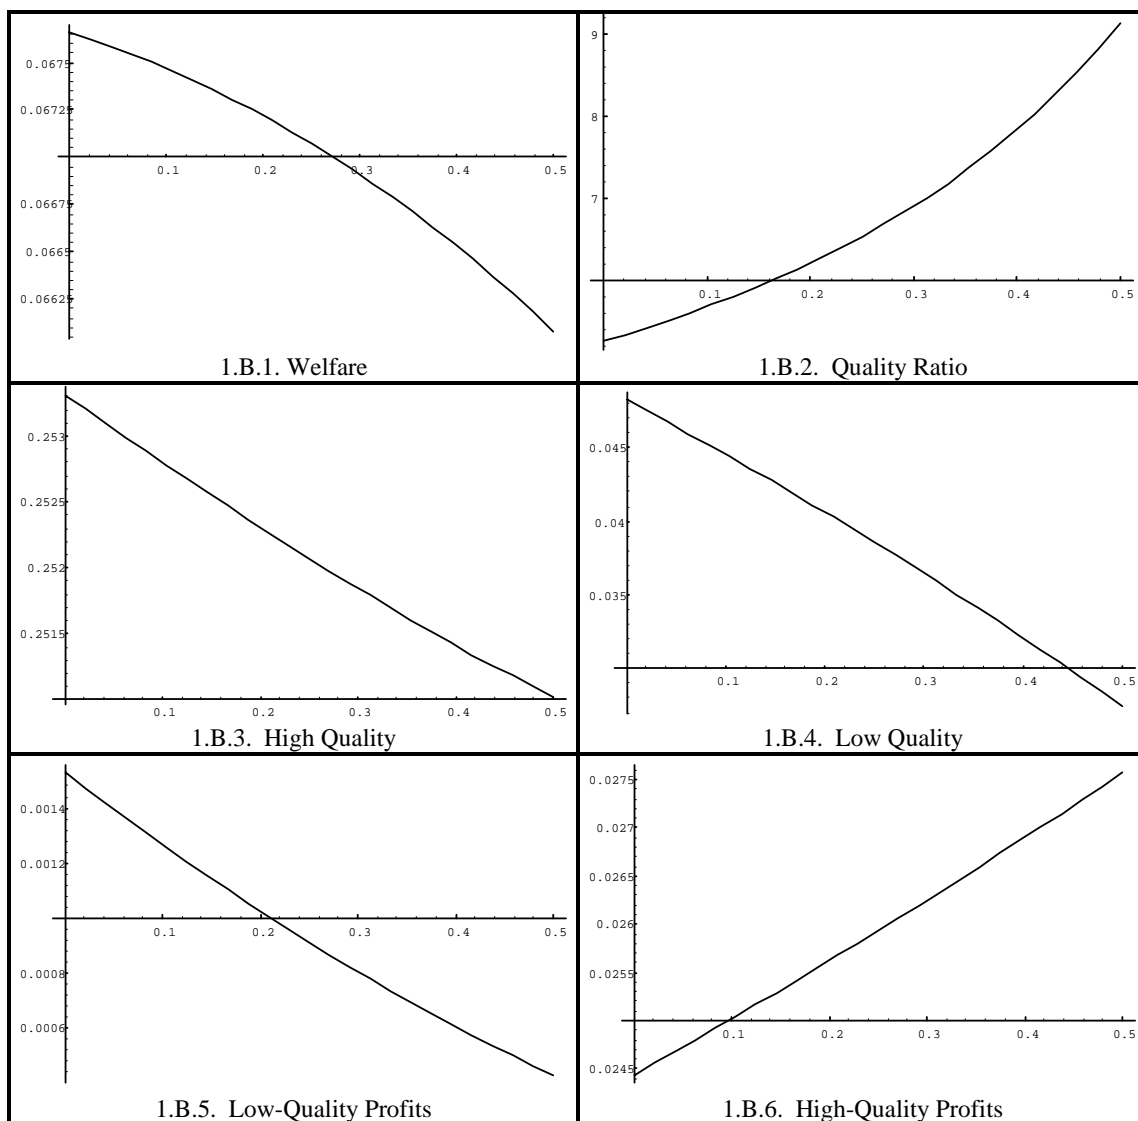 0.0675
0.06725
0.1 0.2 0.3 0.4 0.5
0.06675
0.0665
0.06625
1.B.1. Welfare
9
8
7
0.1 0.2 0.3 0.4 0.5
1.B.2. Quality Ratio
0.253
0.2525
0.252
0.2515
0.1 0.2 0.3 0.4 0.5
1.B.3. High Quality
0.045
0.04
0.035
0.1 0.2 0.3 0.4 0.5
1.B.4. Low Quality
0.0014
0.0012
0.1 0.2 0.3 0.4 0.5
0.0008
0.0006
1.B.5. Low-Quality Profits
0.0275
0.027
0.0265
0.026
0.0255
0.1 0.2 0.3 0.4 0.5
0.0245
1.B.6. High-Quality Profits